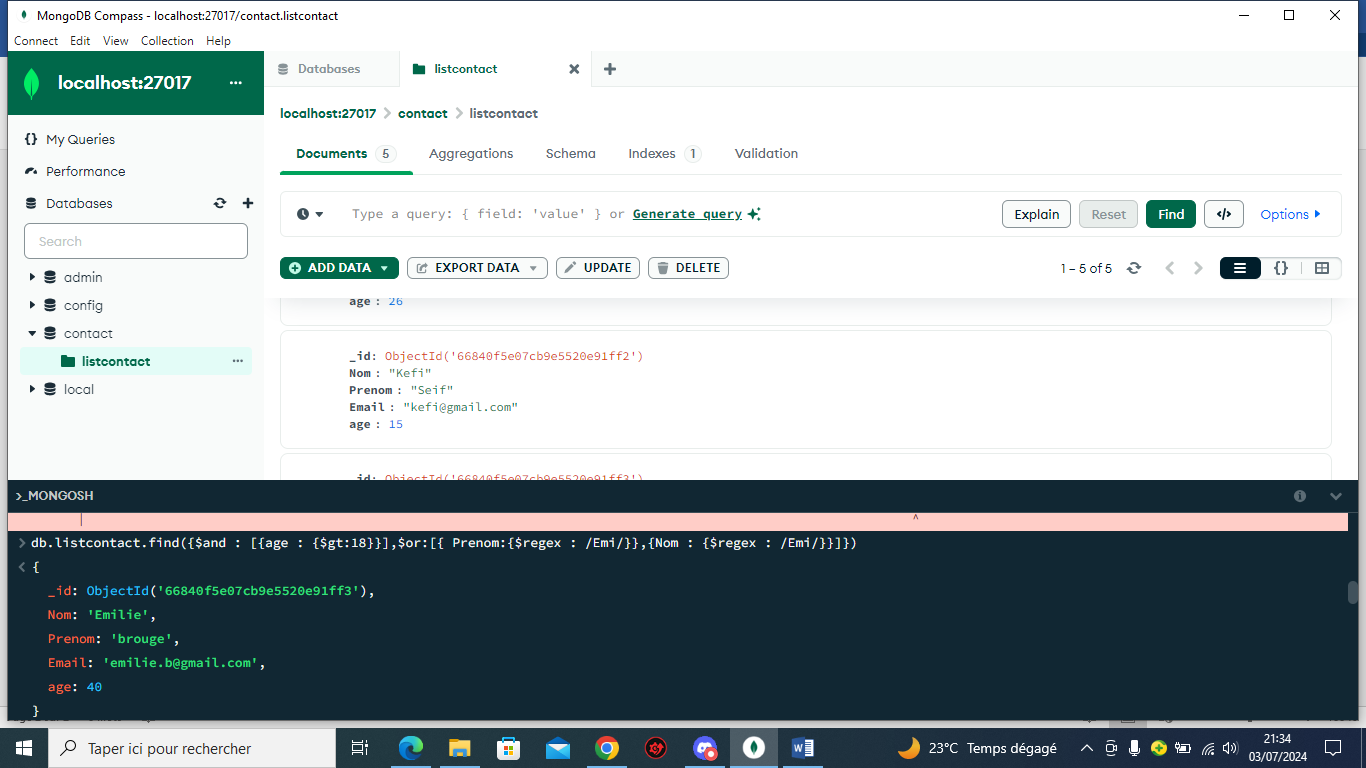 MongoDB Compass - localhost:27017/contact.listcontact
Connect Edit View Collection Help
localhost:27017 ...
Databases
listcontact
My Queries
Performance
Databases
Search
admin
config
contact
listcontact ...
local
localhost:27017 > contact > listcontact
Documents 5 Aggregations Schema Indexes 1 Validation
Type a query: { field: 'value' } or Generate query
Explain Reset Find </> Options
ADD DATA EXPORT DATA UPDATE DELETE
1 – 5 of 5 {}
age : 26
_id: ObjectId('66840f5e07cb9e5520e91ff2')
Nom : "Kefi"
Prenom : "Seif"
Email : "kefi@gmail.com"
age : 15
_id: ObjectId('66840f5e07cb9e5520e91ff3')
>_MONGOSH
^
> db.listcontact.find({$and : [{age : {$gt:18}}],$or:[{ Prenom:{$regex : /Emi/}},{Nom : {$regex : /Emi/}}]})
< {
_id: ObjectId('66840f5e07cb9e5520e91ff3'),
Nom: 'Emilie',
Prenom: 'brouge',
Email: 'emilie.b@gmail.com',
age: 40
}
Taper ici pour rechercher
23°C Temps dégagé
21:34
03/07/2024